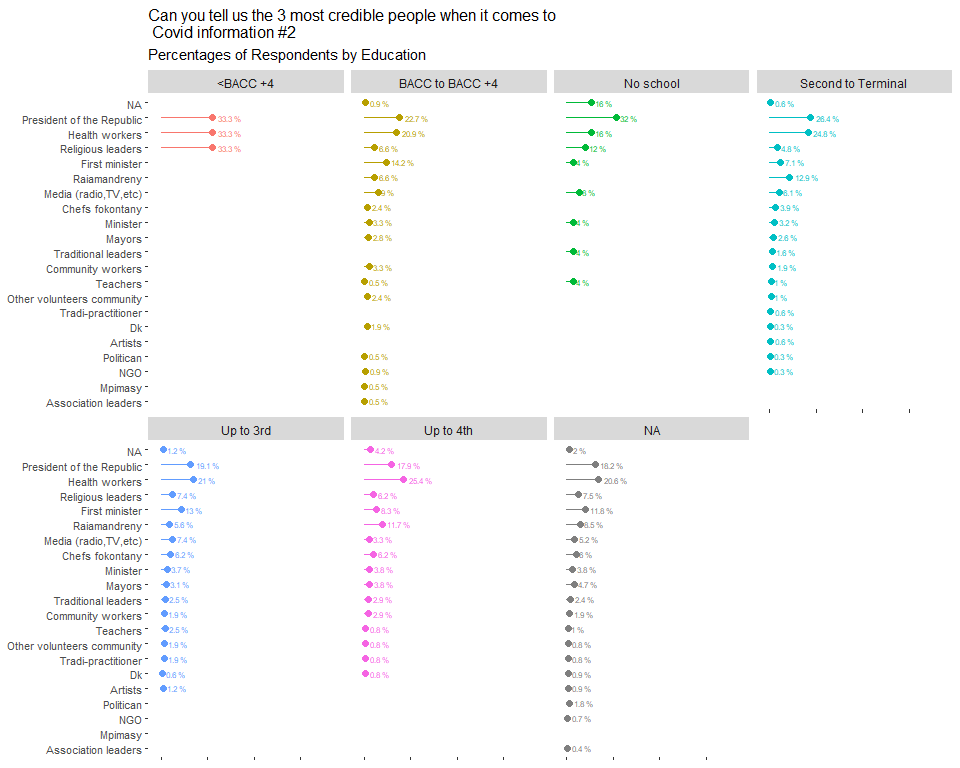 Can you tell us the 3 most credible people when it comes to
Covid information #2
Percentages of Respondents by Education
<BACC +4 BACC to BACC +4 No school Second to Terminal
NA 0.9 % 16 % 0.6 %
President of the Republic 33.3 % 22.7 % 32 % 26.4 %
Health workers 33.3 % 20.9 % 16 % 24.8 %
Religious leaders 33.3 % 6.6 % 12 % 4.8 %
First minister 14.2 % 4 % 7.1 %
Raiamandreny 6.6 % 12.9 %
Media (radio,TV,etc) 9 % 8 % 6.1 %
Chefs fokontany 2.4 % 3.9 %
Minister 3.3 % 4 % 3.2 %
Mayors 2.8 % 2.6 %
Traditional leaders 4 % 1.6 %
Community workers 3.3 % 1.9 %
Teachers 0.5 % 4 % 1 %
Other volunteers community 2.4 % 1 %
Tradi-practitioner 0.6 %
Dk 1.9 % 0.3 %
Artists 0.6 %
Politican 0.5 % 0.3 %
NGO 0.9 % 0.3 %
Mpimasy 0.5 %
Association leaders 0.5 %
Up to 3rd Up to 4th NA
NA 1.2 % 4.2 % 2 %
President of the Republic 19.1 % 17.9 % 18.2 %
Health workers 21 % 25.4 % 20.6 %
Religious leaders 7.4 % 6.2 % 7.5 %
First minister 13 % 8.3 % 11.8 %
Raiamandreny 5.6 % 11.7 % 8.5 %
Media (radio,TV,etc) 7.4 % 3.3 % 5.2 %
Chefs fokontany 6.2 % 6.2 % 6 %
Minister 3.7 % 3.8 % 3.8 %
Mayors 3.1 % 3.8 % 4.7 %
Traditional leaders 2.5 % 2.9 % 2.4 %
Community workers 1.9 % 2.9 % 1.9 %
Teachers 2.5 % 0.8 % 1 %
Other volunteers community 1.9 % 0.8 % 0.8 %
Tradi-practitioner 1.9 % 0.8 % 0.8 %
Dk 0.6 % 0.8 % 0.9 %
Artists 1.2 % 0.9 %
Politican 1.8 %
NGO 0.7 %
Mpimasy
Association leaders 0.4 %